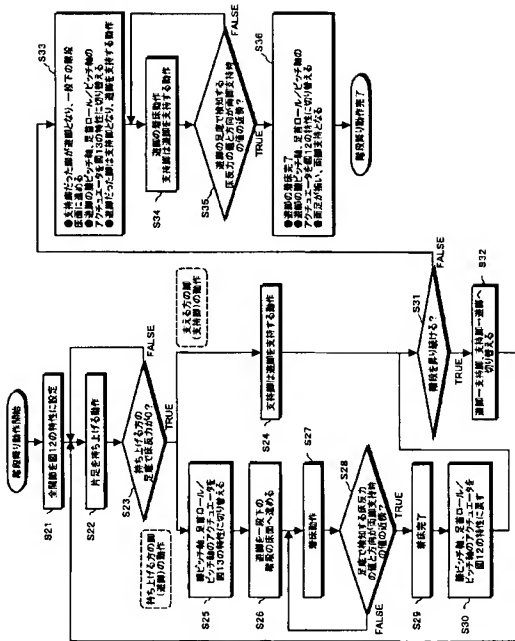 階段降り動作開始
S21
全関節を図12の特性に設定
S22
片足を持ち上げる動作
S23
持ち上げる方の
足底で床反力が0?
FALSE
TRUE
持ち上げる方の脚
(遊脚)の動作
支える方の脚
(支持脚)の動作
S24
支持脚は遊脚を支持する動作
S25
膝ピッチ軸、足首ロール/
ピッチ軸のアクチュエータを
図13の特性に切り替える
S26
遊脚を一段下の
階段の床面へ進める
S27
着床動作
S28
足底で検知する床反力
の値と方向が両脚支持時
の値の近傍?
FALSE
TRUE
S29
着床完了
S30
膝ピッチ軸、足首ロール/
ピッチ軸のアクチュエータを
図12の特性に戻す
S31
階段を昇り続ける?
FALSE
TRUE
S32
遊脚→支持脚、支持脚→遊脚へ
切り替える
S33
●支持脚だった脚が遊脚となり、一段下の階段
床面に進める
●遊脚の膝ピッチ軸、足首ロール/ピッチ軸の
アクチュエータを図13の特性に切り替える
●遊脚だった脚は支持脚となり、遊脚を支持する動作
S34
遊脚の着床動作
支持脚は遊脚を支持する動作
S35
遊脚の足底で検知する
床反力の値と方向が両脚支持時
の値の近傍?
FALSE
TRUE
S36
●遊脚の着床完了
●遊脚の膝ピッチ軸、足首ロール/ピッチ軸の
アクチュエータを図12の特性に切り替える
●両足が揃い、両脚支持となる
階段降り動作完了